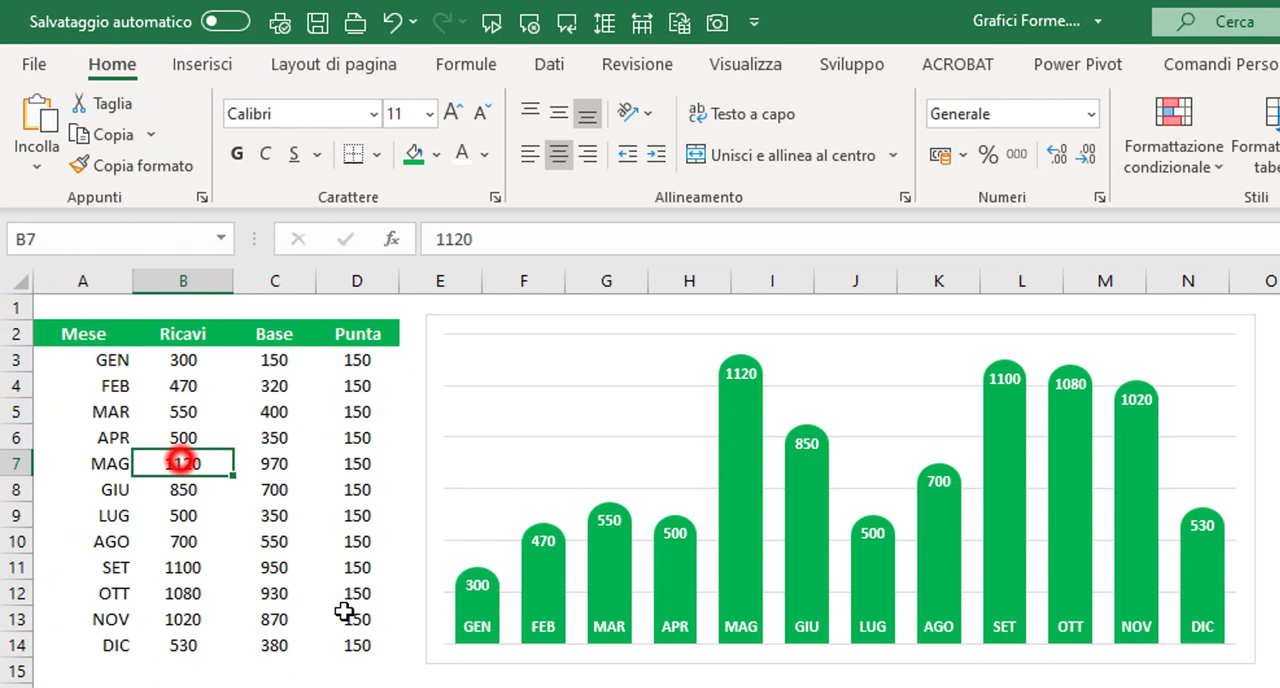 Salvataggio automatico
Grafici Forme....
Cerca
File Home Inserisci Layout di pagina Formule Dati Revisione Visualizza Sviluppo ACROBAT Power Pivot Comandi Perso
Incolla
Taglia
Copia
Copia formato
Appunti
Calibri 11
G C S A
Carattere
ab Testo a capo
Unisci e allinea al centro
Allineamento
Generale
% 000 ,00 ,00
Numeri
Formattazione
condizionale
Format
tabe
Stili
B7 fx 1120
A B C D E F G H I J K L M N O
1
2 Mese Ricavi Base Punta
3 GEN 300 150 150
4 FEB 470 320 150
5 MAR 550 400 150
6 APR 500 350 150
7 MAG 1120 970 150
8 GIU 850 700 150
9 LUG 500 350 150
10 AGO 700 550 150
11 SET 1100 950 150
12 OTT 1080 930 150
13 NOV 1020 870 150
14 DIC 530 380 150
15
300 470 550 500 1120 850 500 700 1100 1080 1020 530
GEN FEB MAR APR MAG GIU LUG AGO SET OTT NOV DIC